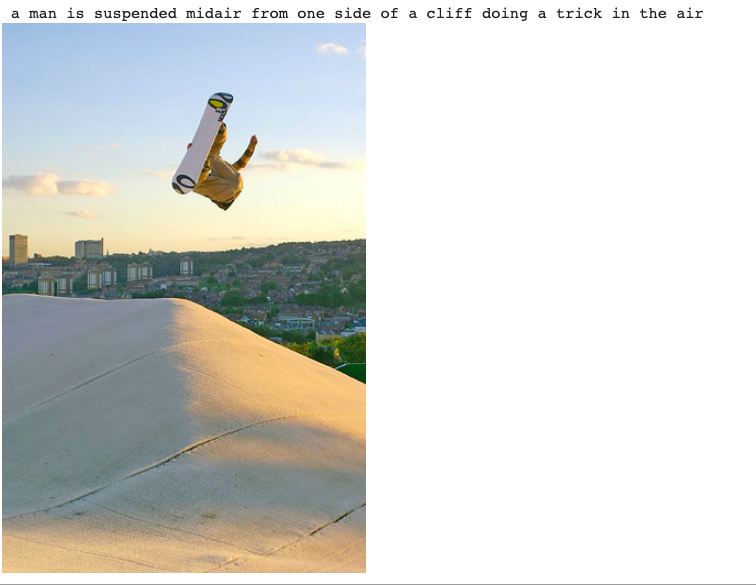 a man is suspended midair from one side of a cliff doing a trick in the air